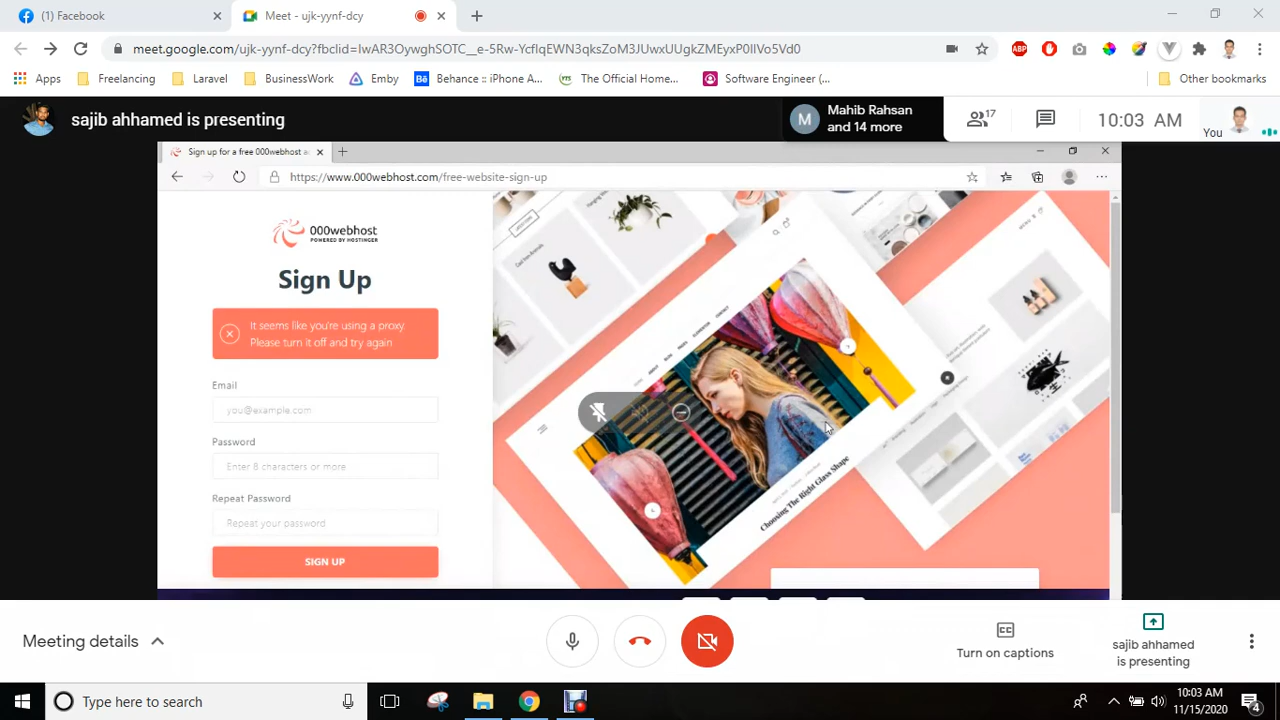 (1) Facebook
Meet - ujk-yynf-dcy
meet.google.com/ujk-yynf-dcy?fbclid=IwAR3OywghSOTC__e-5Rw-YcfIqEWN3qksZoM3JUwxUUgkZMEyxP0lIVo5Vd0
ABP
Apps
Freelancing
Laravel
BusinessWork
Emby
Bē
Behance :: iPhone A...
The Official Home...
Software Engineer (...
Other bookmarks
sajib ahhamed is presenting
M
Mahib Rahsan
and 14 more
17
10:03 AM
You
Sign up for a free 000webhost a
https://www.000webhost.com/free-website-sign-up
000webhost
POWERED BY HOSTINGER
Sign Up
It seems like you're using a proxy.
Please turn it off and try again
Email
you@example.com
Password
Enter 8 characters or more
Repeat Password
Repeat your password
SIGN UP
Choosing The Right Glass Shape
Meeting details
CC
Turn on captions
sajib ahhamed
is presenting
Type here to search
10:03 AM
11/15/2020
4